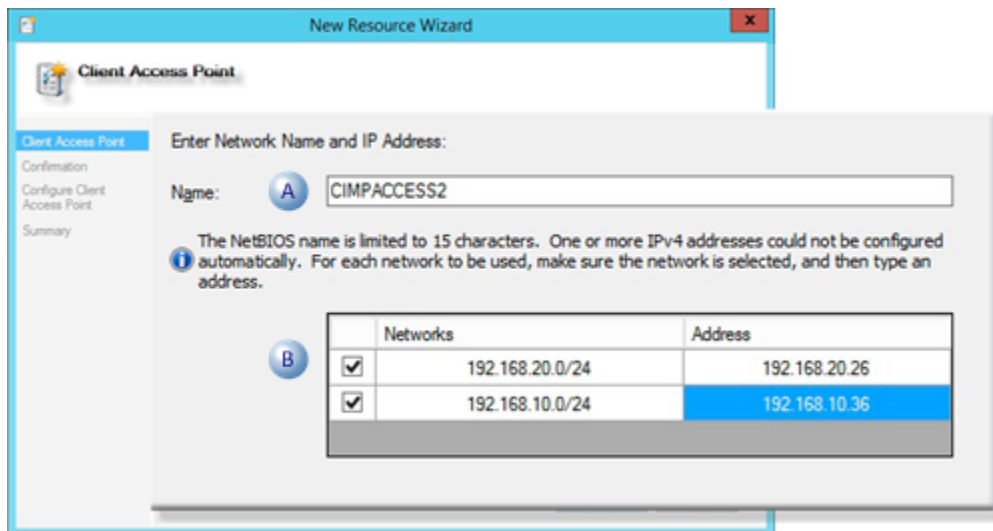 New Resource Wizard
x
Client Access Point
Client Access Point
Confirmation
Configure Client
Access Point
Summary
Enter Network Name and IP Address:
Name:
A
CIMPACCESS2
The NetBIOS name is limited to 15 characters. One or more IPv4 addresses could not be configured
automatically. For each network to be used, make sure the network is selected, and then type an
address.
B
Networks Address
192.168.20.0/24 192.168.20.26
192.168.10.0/24 192.168.10.36